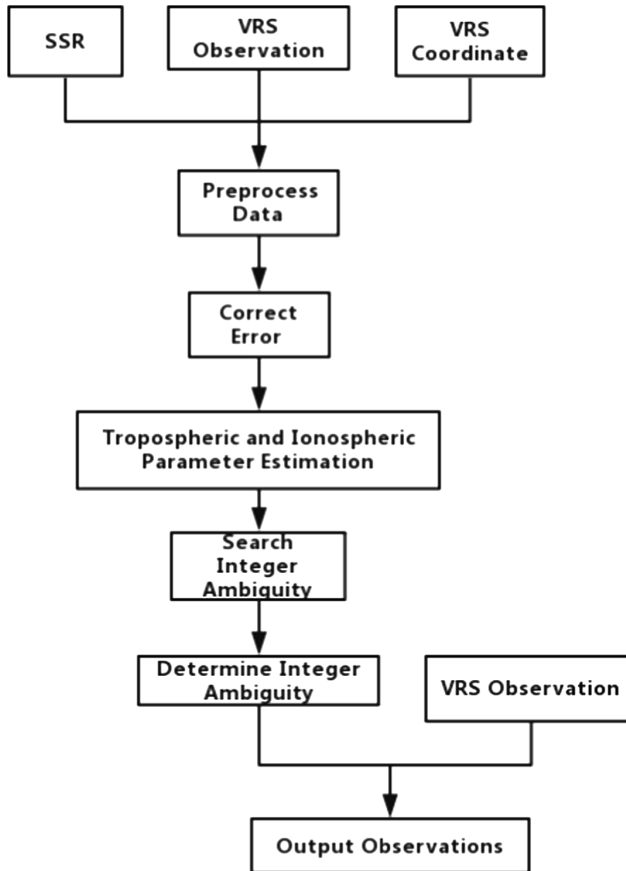 SSR
VRS
Observation
VRS
Coordinate
Preprocess
Data
Correct
Error
Tropospheric and Ionospheric
Parameter Estimation
Search
Integer
Ambiguity
Determine Integer
Ambiguity
VRS Observation
Output Observations